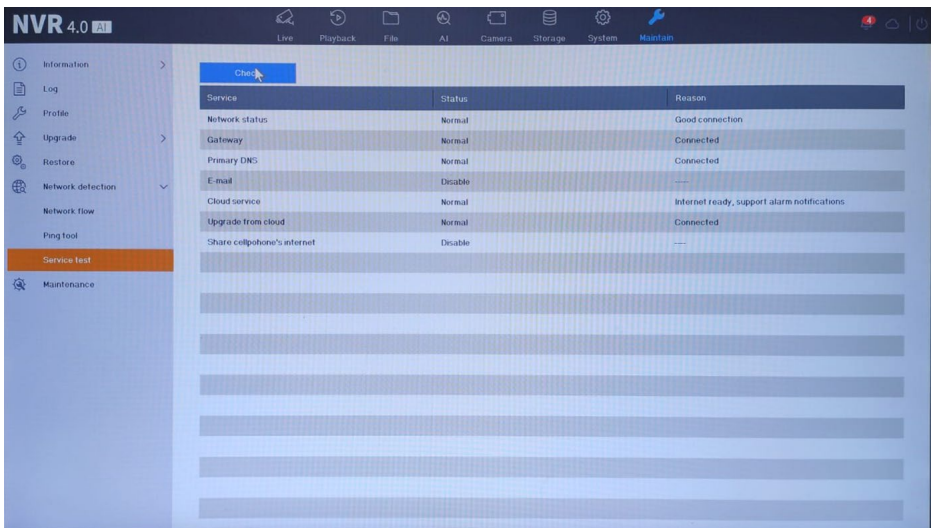 NVR 4.0 AI
Live Playback File AI Camera Storage System Maintain
4
Information
Log
Profile
Upgrade
Restore
Network detection
Network flow
Ping tool
Service test
Maintenance
Check
Service Status Reason
Network status Normal Good connection
Gateway Normal Connected
Primary DNS Normal Connected
E-mail Disable —
Cloud service Normal Internet ready, support alarm notifications
Upgrade from cloud Normal Connected
Share cellpohone's internet Disable —